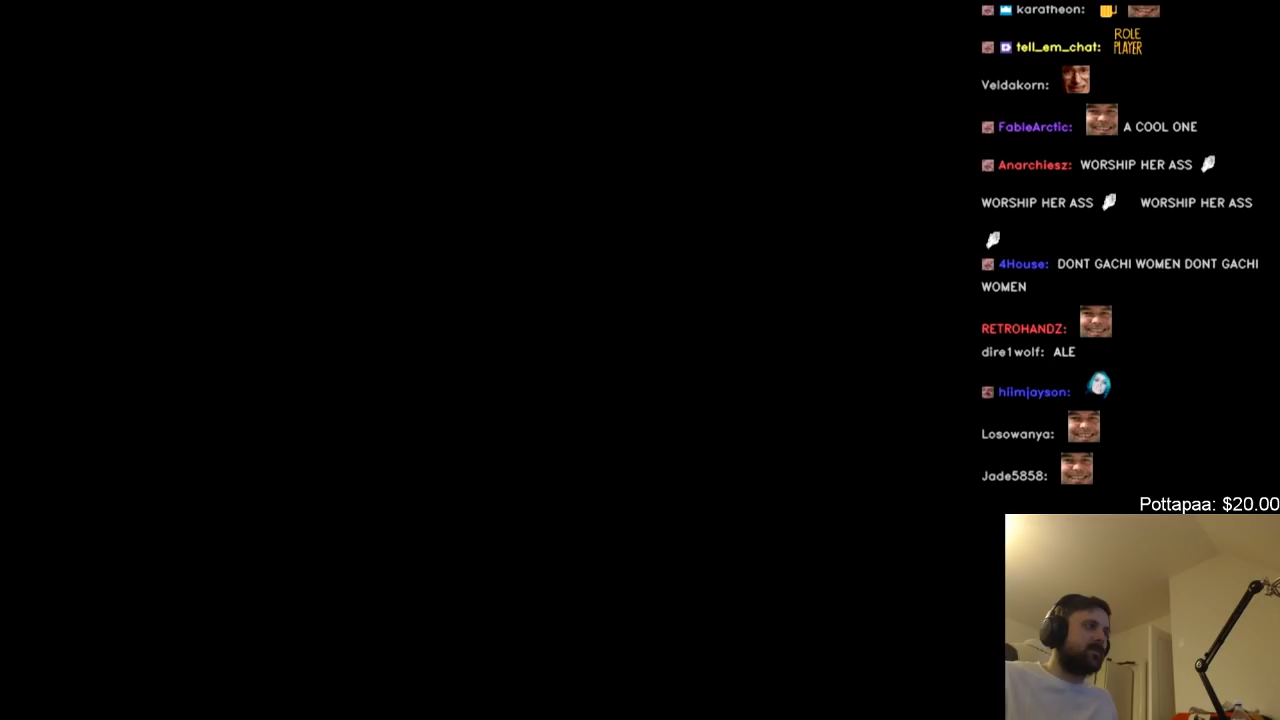 karatheon:
tell_em_chat: ROLE PLAYER
Veldakorn:
FableArctic: A COOL ONE
Anarchiesz: WORSHIP HER ASS
WORSHIP HER ASS WORSHIP HER ASS
4House: DONT GACHI WOMEN DONT GACHI
WOMEN
RETROHANDZ:
dire1wolf: ALE
hiimjayson:
Losowanya:
Jade5858:
Pottapaa: $20.00